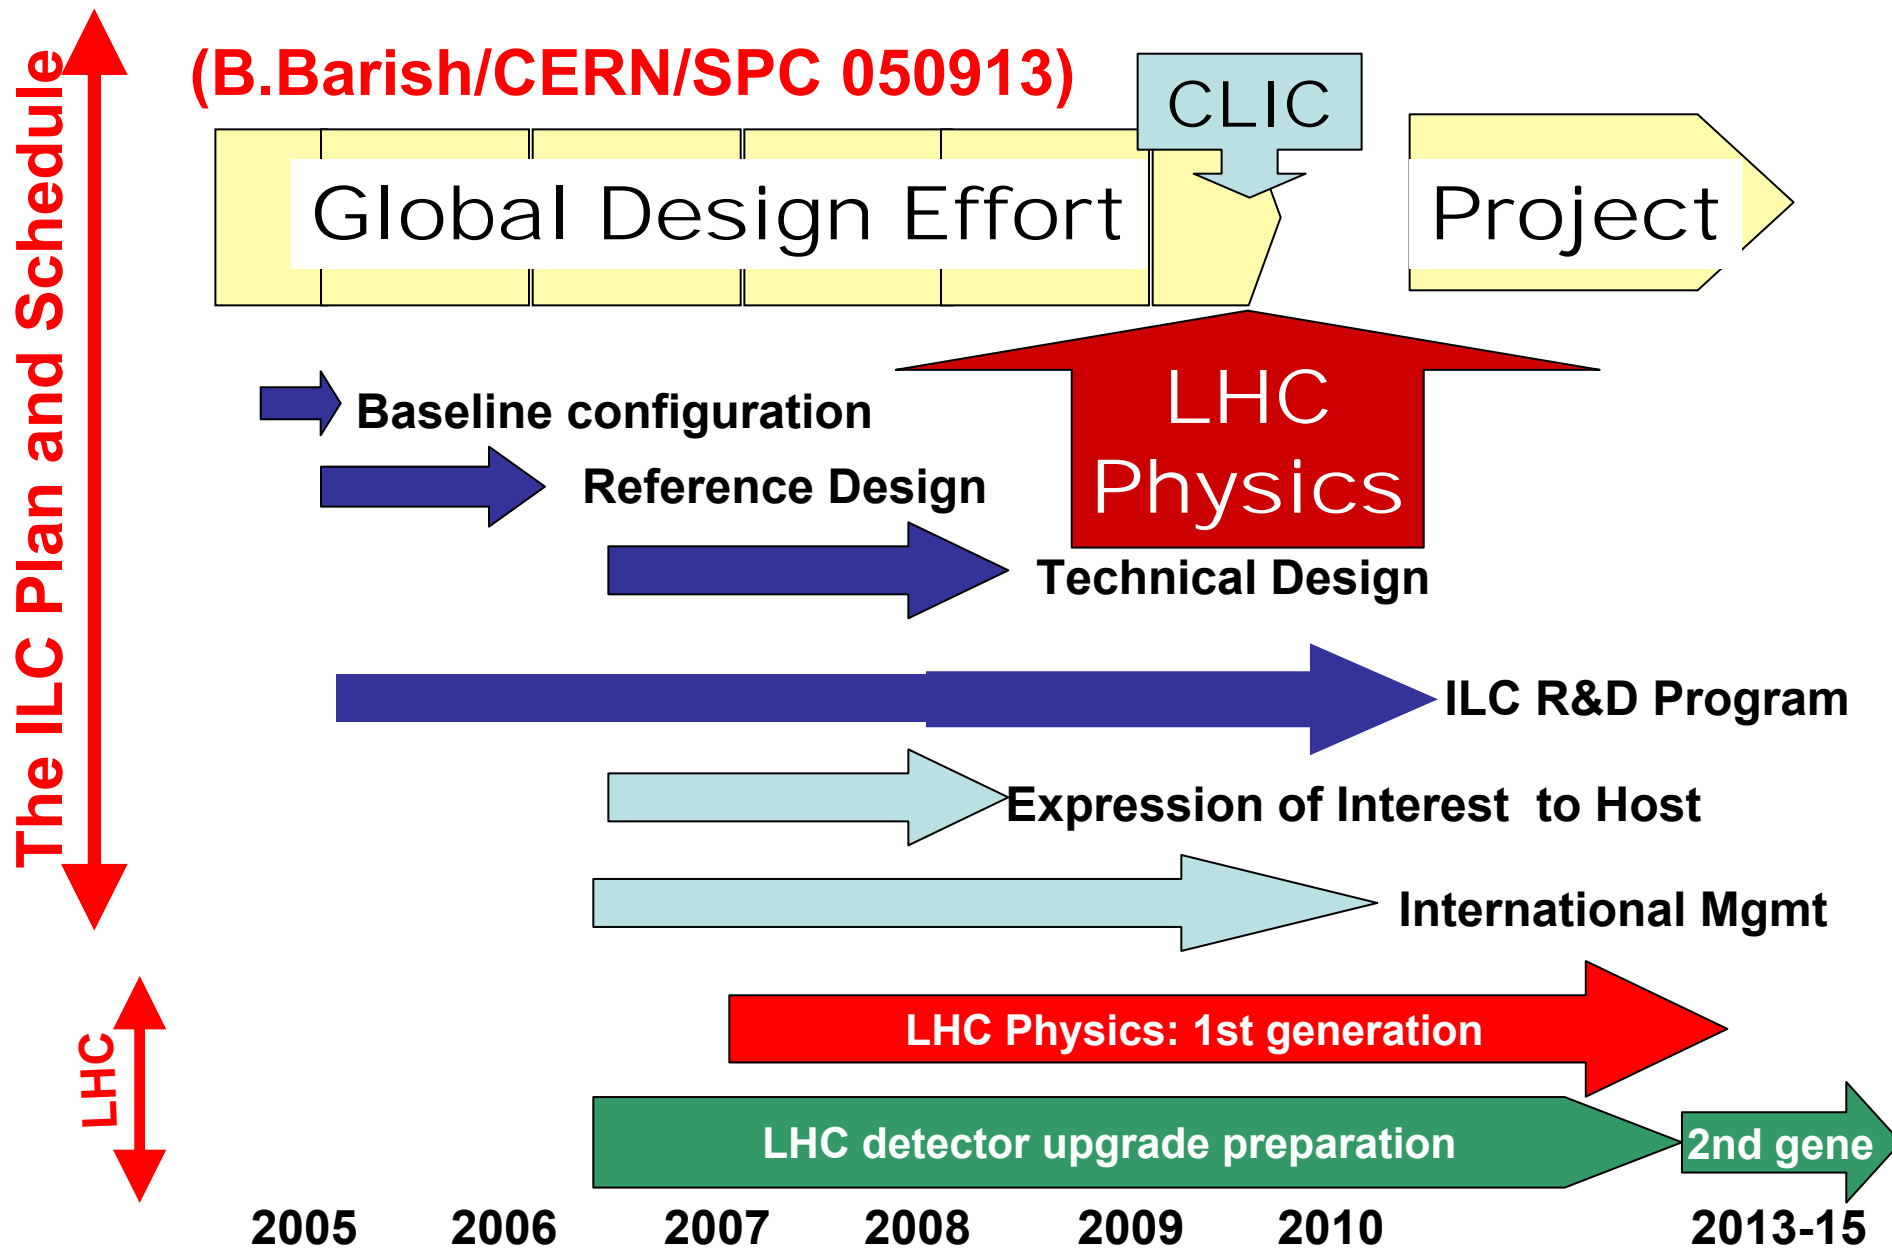 The ILC Plan and Schedule
(B.Barish/CERN/SPC 050913)
CLIC
Global Design Effort
Project
LHC
Physics
Baseline configuration
Reference Design
Technical Design
ILC R&D Program
Expression of Interest  to Host
International Mgmt
LHC
LHC Physics: 1st generation
LHC detector upgrade preparation
2nd gene
2005 2006 2007 2008 2009 2010 2013-15